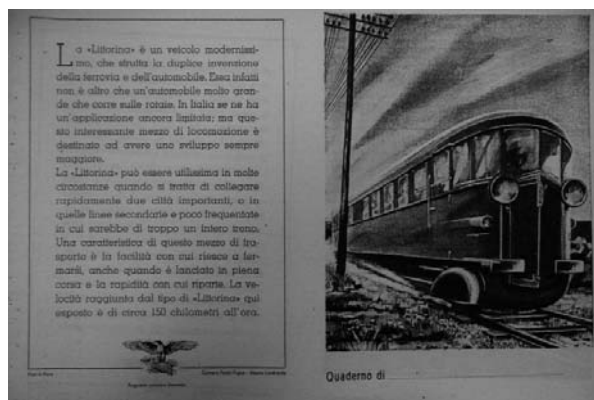 La «Littorina» è un veicolo modernissi-
mo, che sfrutta la duplice invenzione
della ferrovia e dell'automobile. Essa infatti
non è altro che un'automobile molto gran-
de che corre sulle rotaie. In Italia se ne ha
un'applicazione ancora limitata; ma que-
sto interessante mezzo di locomozione è
destinato ad avere uno sviluppo sempre
maggiore.
La «Littorina» può essere utilissima in molte
circostanze quando si tratta di collegare
rapidamente due città importanti, o in
quelle linee secondarie e poco frequentate
in cui sarebbe di troppo un intero treno.
Una caratteristica di questo mezzo di tra-
sporto è la facilità con cui riesce a fer-
marsi, anche quando è lanciato in piena
corsa e la rapidità con cui riparte. La ve-
locità raggiunta dal tipo di «Littorina» qui
esposto è di circa 150 chilometri all'ora.
Quaderno di